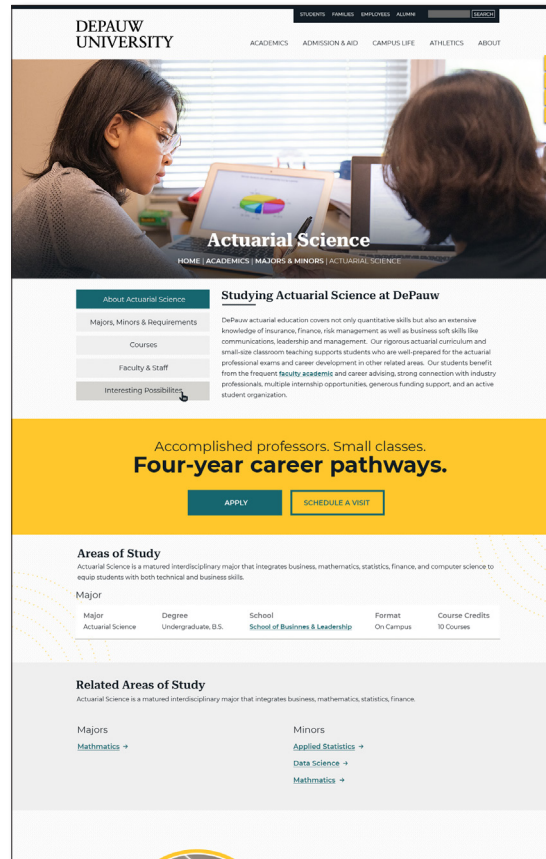 STUDENTS FAMILIES EMPLOYEES ALUMNI SEARCH
DEPAUW
UNIVERSITY
ACADEMICS ADMISSION & AID CAMPUS LIFE ATHLETICS ABOUT
Actuarial Science
HOME | ACADEMICS | MAJORS & MINORS | ACTUARIAL SCIENCE
About Actuarial Science
Majors, Minors & Requirements
Courses
Faculty & Staff
Interesting Possibilites
Studying Actuarial Science at DePauw
DePauw actuarial education covers not only quantitative skills but also an extensive
knowledge of insurance, finance, risk management as well as business soft skills like
communications, leadership and management. Our rigorous actuarial curriculum and
small-size classroom teaching supports students who are well-prepared for the actuarial
professional exams and career development in other related areas. Our students benefit
from the frequent faculty academic and career advising, strong connection with industry
professionals, multiple internship opportunities, generous funding support, and an active
student organization.
Accomplished professors. Small classes.
Four-year career pathways.
APPLY SCHEDULE A VISIT
Areas of Study
Actuarial Science is a matured interdisciplinary major that integrates business, mathematics, statistics, finance, and computer science to
equip students with both technical and business skills.
Major
Major Degree School Format Course Credits
Actuarial Science Undergraduate, B.S. School of Businnes & Leadership On Campus 10 Courses
Related Areas of Study
Actuarial Science is a matured interdisciplinary major that integrates business, mathematics, statistics, finance.
Majors Minors
Mathmatics → Applied Statistics →
Data Science →
Mathmatics →